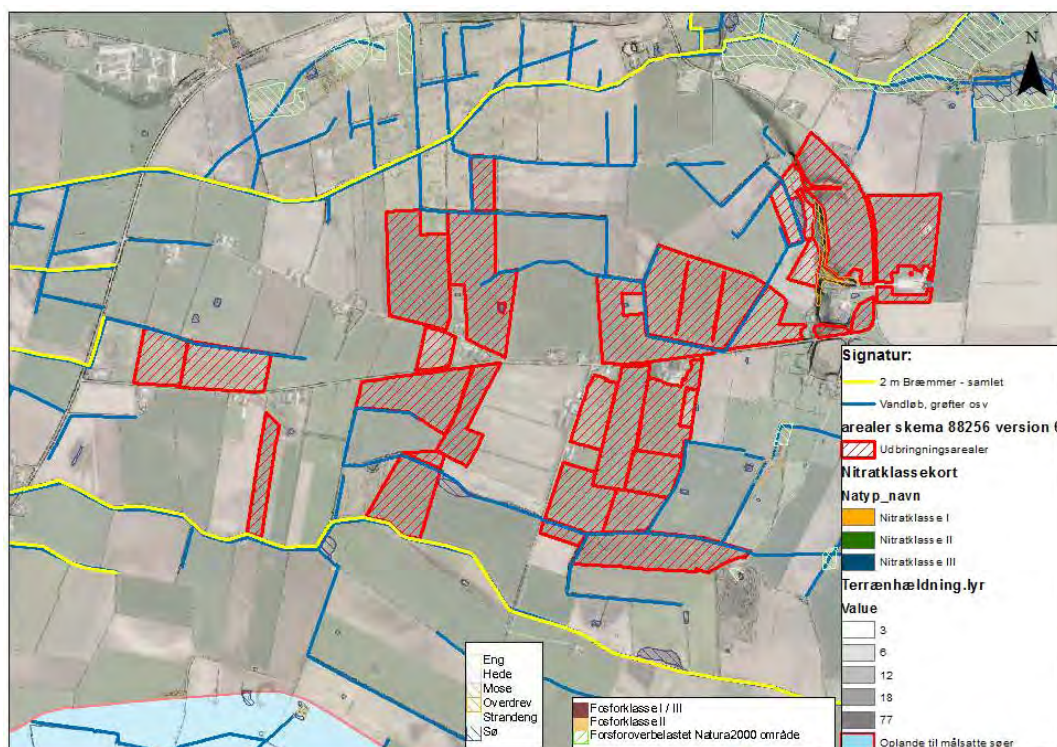 N
Signatur:
2 m Bræmmer - samlet
Vandløb, grøfter osv
arealer skema 88256 version 6
Udbringningsarealer
Nitratklassekort
Natyp_navn
Nitratklasse I
Nitratklasse II
Nitratklasse III
Terrænhældning.lyr
Value
3
6
12
18
77
Oplande til målsatte søer
Eng
Hede
Mose
Overdrev
Strandeng
Sø
Fosforklasse I / III
Fosforklasse II
Forsforoverbelastet Natura2000 område